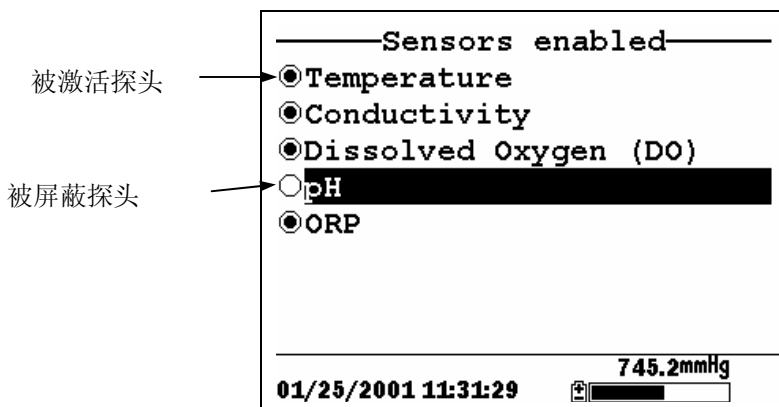 Sensors enabled
被激活探头
Temperature
Conductivity
Dissolved Oxygen (DO)
被屏蔽探头
pH
ORP
745.2mmHg
01/25/2001 11:31:29